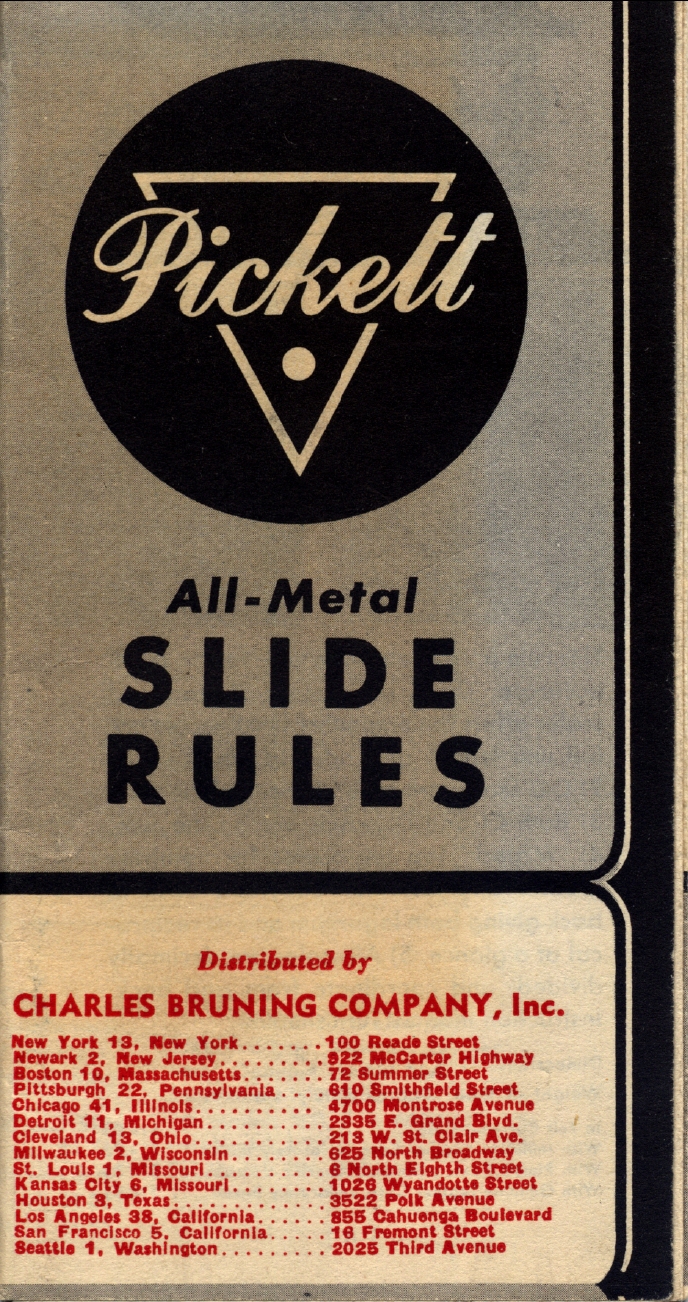 Pickett
All-Metal
SLIDE
RULES
Distributed by
CHARLES BRUNING COMPANY, Inc.
New York 13, New York.......100 Reade Street
Newark 2, New Jersey.........922 McCarter Highway
Boston 10, Massachusetts.......72 Summer Street
Pittsburgh 22, Pennsylvania....610 Smithfield Street
Chicago 41, Illinois...........4700 Montrose Avenue
Detroit 11, Michigan...........2335 E. Grand Blvd.
Cleveland 13, Ohio............213 W. St. Clair Ave.
Milwaukee 2, Wisconsin........625 North Broadway
St. Louis 1, Missouri..........6 North Eighth Street
Kansas City 6, Missouri........1026 Wyandotte Street
Houston 3, Texas.............3522 Polk Avenue
Los Angeles 38, California......855 Cahuenga Boulevard
San Francisco 5, California.....16 Fremont Street
Seattle 1, Washington.........2025 Third Avenue